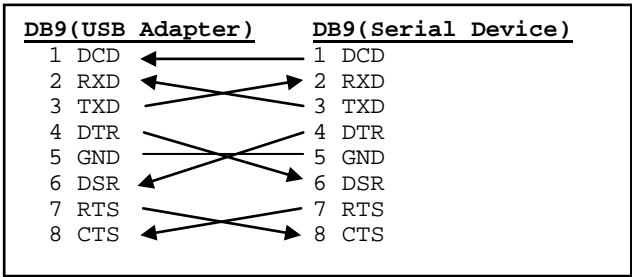 DB9(USB Adapter) DB9(Serial Device)
1 DCD 1 DCD
2 RXD 2 RXD
3 TXD 3 TXD
4 DTR 4 DTR
5 GND 5 GND
6 DSR 6 DSR
7 RTS 7 RTS
8 CTS 8 CTS